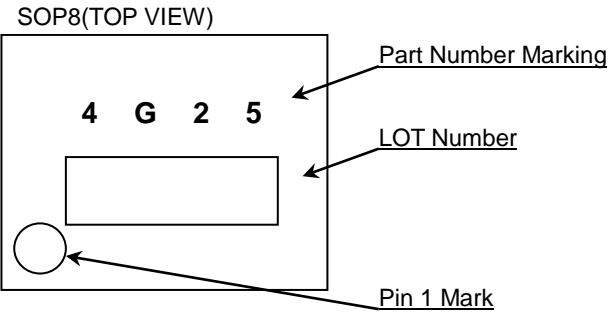 SOP8(TOP VIEW)
Part Number Marking
4 G 2 5
LOT Number
Pin 1 Mark